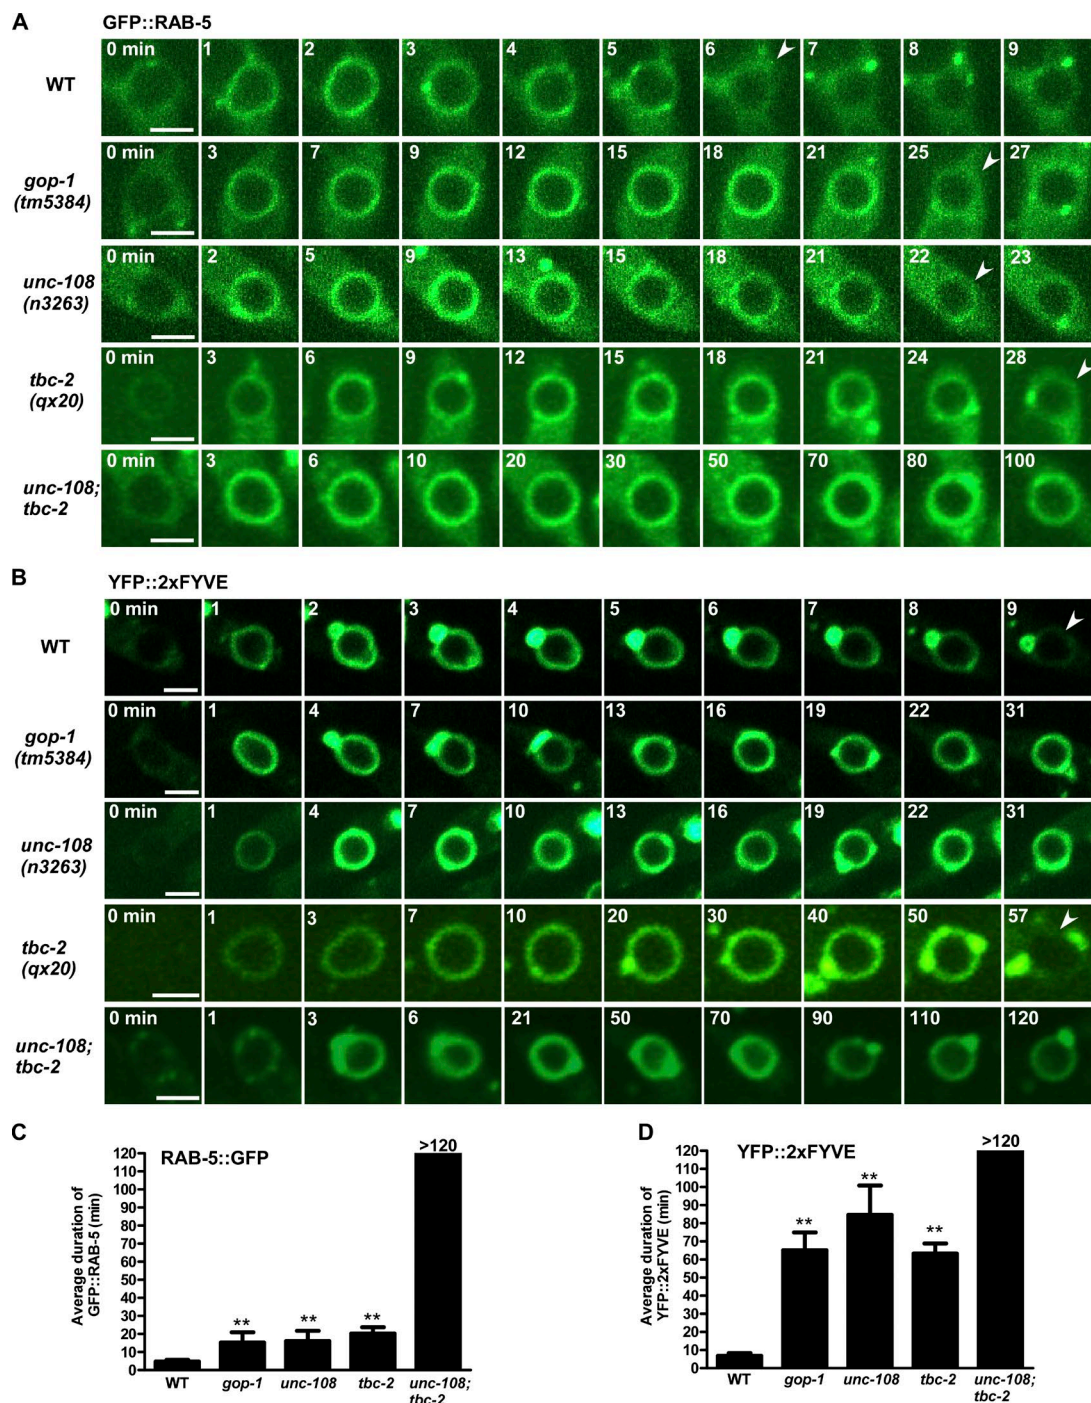 A
GFP::RAB-5
WT
0 min 1 2 3 4 5 6 7 8 9
gop-1
(tm5384)
0 min 3 7 9 12 15 18 21 25 27
unc-108
(n3263)
0 min 2 5 9 13 15 18 21 22 23
tbc-2
(qx20)
0 min 3 6 9 12 15 18 21 24 28
unc-108;
tbc-2
0 min 3 6 10 20 30 50 70 80 100
B
YFP::2xFYVE
WT
0 min 1 2 3 4 5 6 7 8 9
gop-1
(tm5384)
0 min 1 4 7 10 13 16 19 22 31
unc-108
(n3263)
0 min 1 4 7 10 13 16 19 22 31
tbc-2
(qx20)
0 min 1 3 7 10 20 30 40 50 57
unc-108;
tbc-2
0 min 1 3 6 21 50 70 90 110 120
C
RAB-5::GFP
Average duration of
GFP::RAB-5 (min)
120
110
100
90
80
70
60
50
40
30
20
10
0
** ** **
>120
WT gop-1 unc-108 tbc-2 unc-108;
tbc-2
D
YFP::2xFYVE
Average duration of
YFP::2xFYVE (min)
120
100
90
80
70
60
50
40
30
20
10
0
** ** **
>120
WT gop-1 unc-108 tbc-2 unc-108;
tbc-2